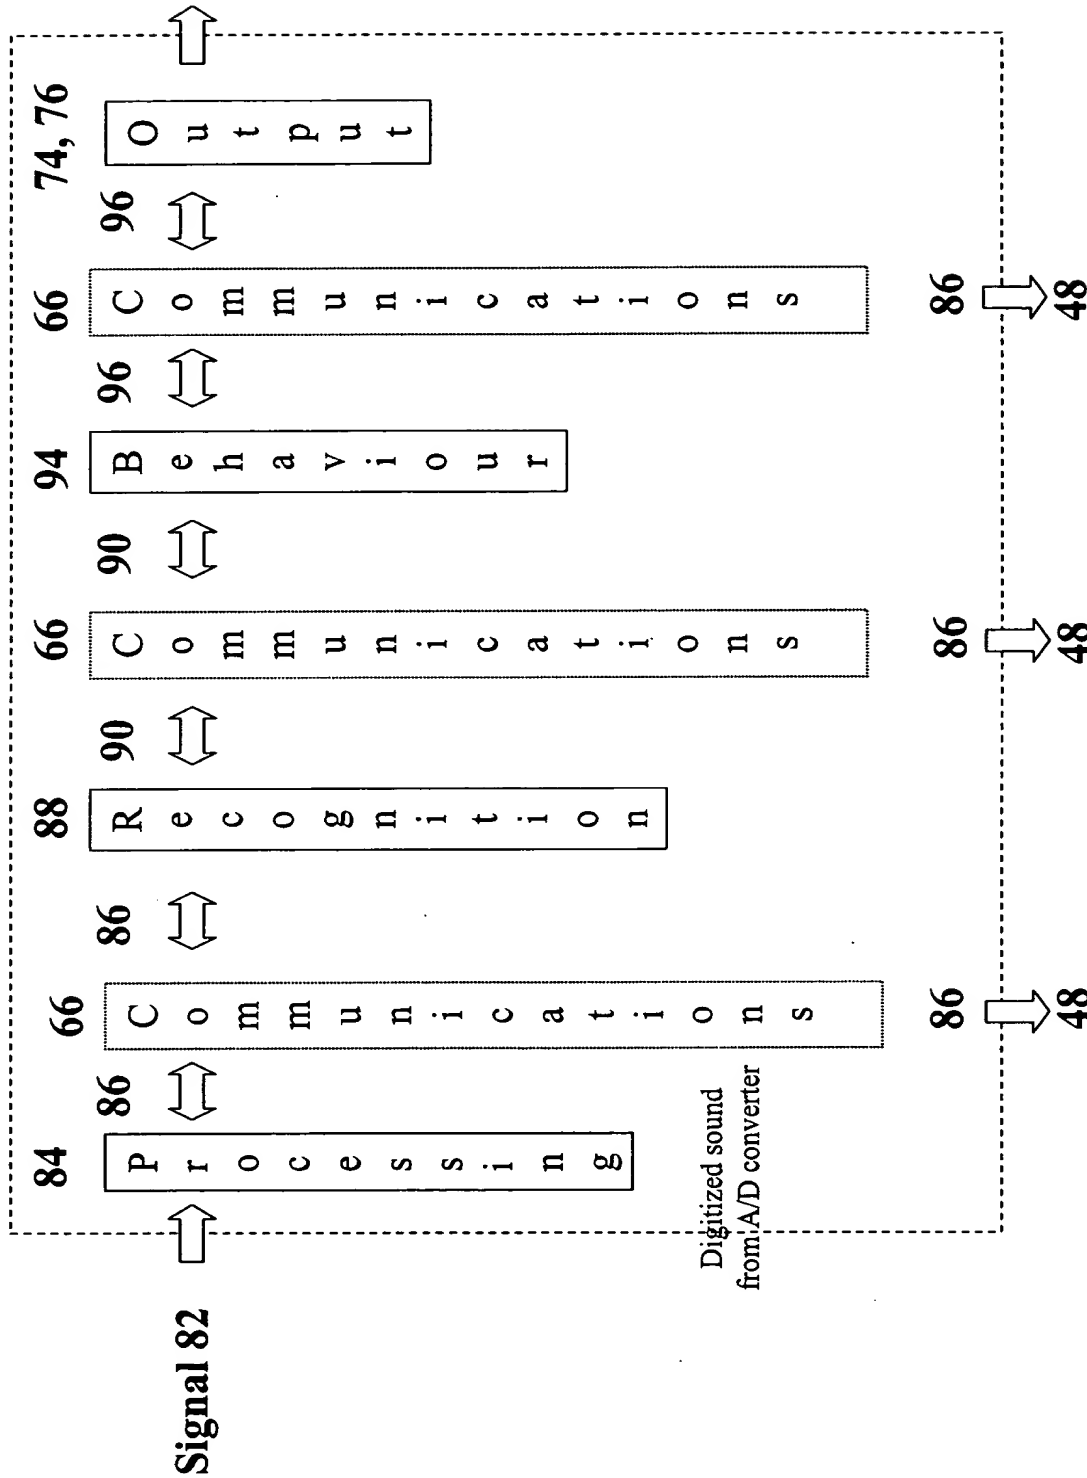 84
86
66
86
88
90
66
90
94
96
66
96
74, 76
Signal 82
Processing
Communications
Recognition
Communications
Behaviour
Communications
Output
Digitized sound
from A/D converter
86
86
86
48
48
48